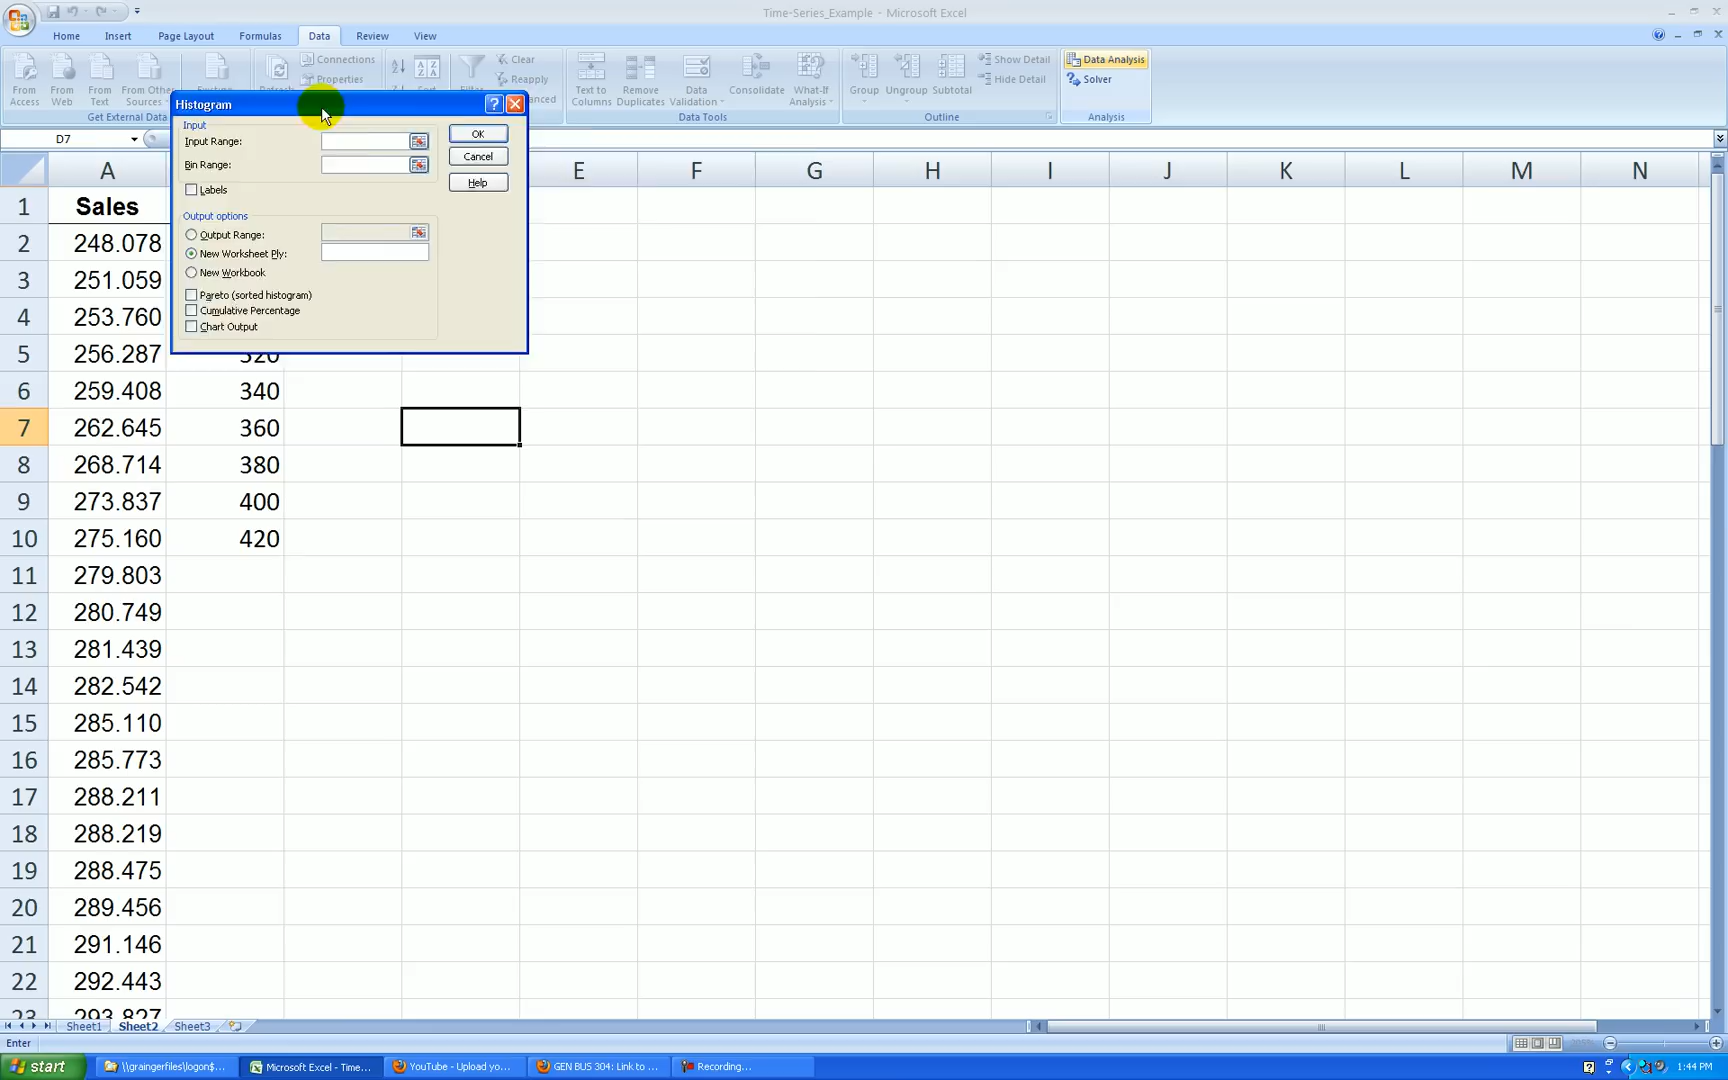 Time-Series_Example - Microsoft Excel
Home Insert Page Layout Formulas Data Review View
From Access
From Web
From Text
From Other Sources
Get External Data
Connections
Properties
Clear
Reapply
Text to Columns
Remove Duplicates
Data Validation
Consolidate
What-If Analysis
Data Tools
Group
Ungroup
Subtotal
Show Detail
Hide Detail
Outline
Data Analysis
Solver
Analysis
D7
Histogram
Input
Input Range:
Bin Range:
Labels
OK
Cancel
Help
Output options
Output Range:
New Worksheet Ply:
New Workbook
Pareto (sorted histogram)
Cumulative Percentage
Chart Output
A E F G H I J K L M N
1 Sales
2 248.078
3 251.059
4 253.760
5 256.287 320
6 259.408 340
7 262.645 360
8 268.714 380
9 273.837 400
10 275.160 420
11 279.803
12 280.749
13 281.439
14 282.542
15 285.110
16 285.773
17 288.211
18 288.219
19 288.475
20 289.456
21 291.146
22 292.443
23 293.827
Sheet1 Sheet2 Sheet3
Enter
start
\\graingerfiles\logon$...
Microsoft Excel - Time...
YouTube - Upload yo...
GEN BUS 304: Link to ...
Recording...
1:44 PM